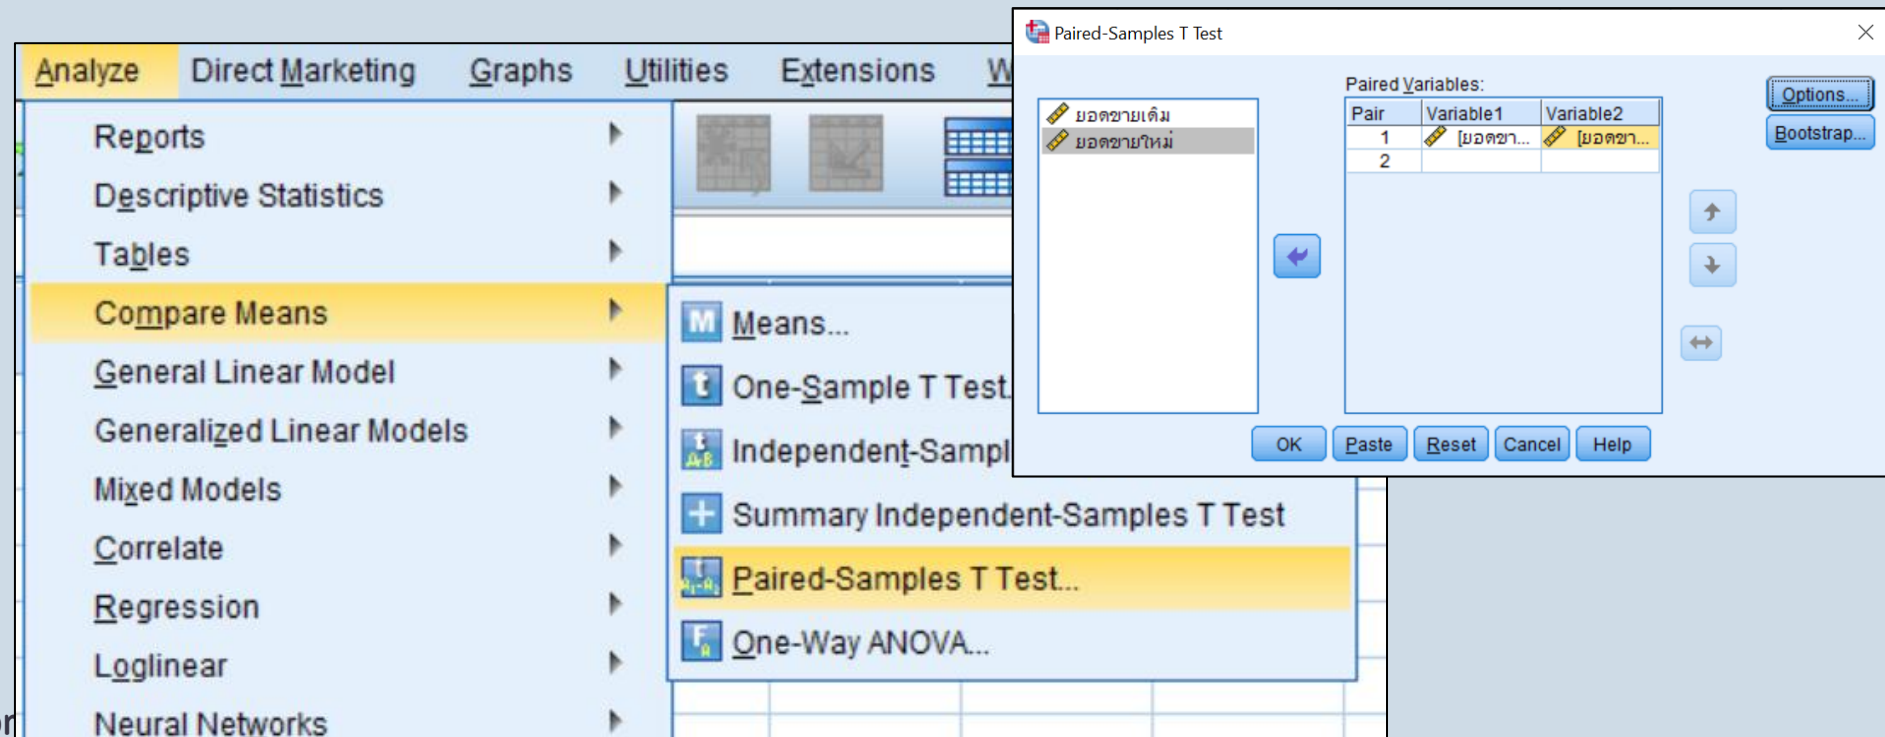 Analyze Direct Marketing Graphs Utilities Extensions W
Reports
Descriptive Statistics
Tables
Compare Means
General Linear Model
Generalized Linear Models
Mixed Models
Correlate
Regression
Loglinear
Neural Networks
or
M Means...
t One-Sample T Test.
Independent-Sampl
Summary Independent-Samples T Test
Paired-Samples T Test...
One-Way ANOVA...
Paired-Samples T Test
ยอดขายเดิม
ยอดขายใหม่
Paired Variables:
Pair Variable1 Variable2
1 [ยอดขา... [ยอดขา...
2
Options...
Bootstrap...
OK Paste Reset Cancel Help